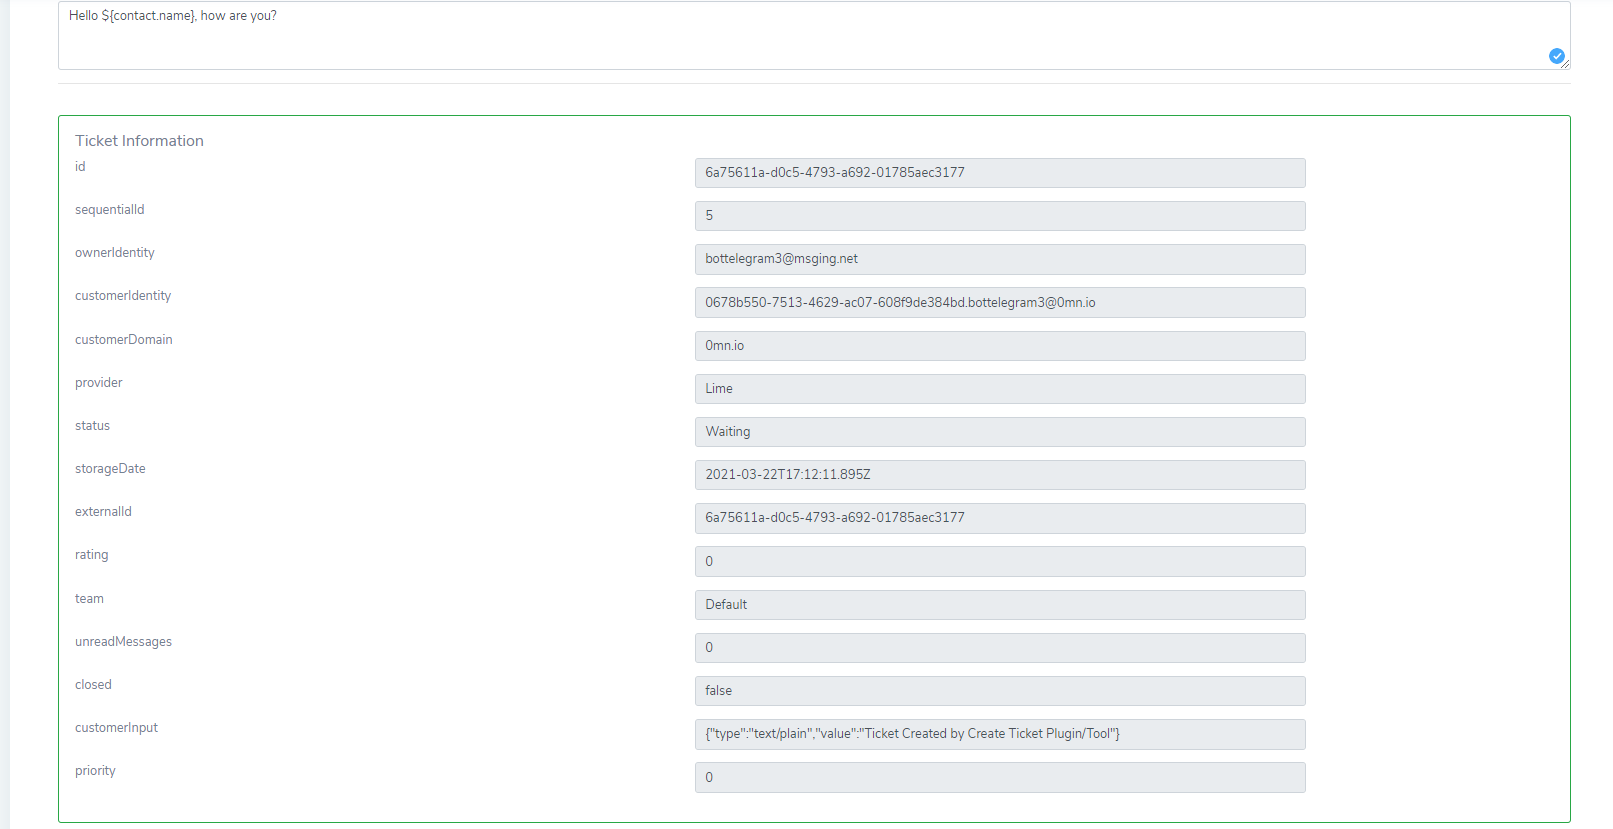 Hello ${contact.name}, how are you?
Ticket Information
id
6a75611a-d0c5-4793-a692-01785aec3177
sequentialId
5
ownerIdentity
bottelegram3@msging.net
customerIdentity
0678b550-7513-4629-ac07-608f9de384bd.bottelegram3@0mn.io
customerDomain
0mn.io
provider
Lime
status
Waiting
storageDate
2021-03-22T17:12:11.895Z
externalId
6a75611a-d0c5-4793-a692-01785aec3177
rating
0
team
Default
unreadMessages
0
closed
false
customerInput
{"type":"text/plain","value":"Ticket Created by Create Ticket Plugin/Tool"}
priority
0